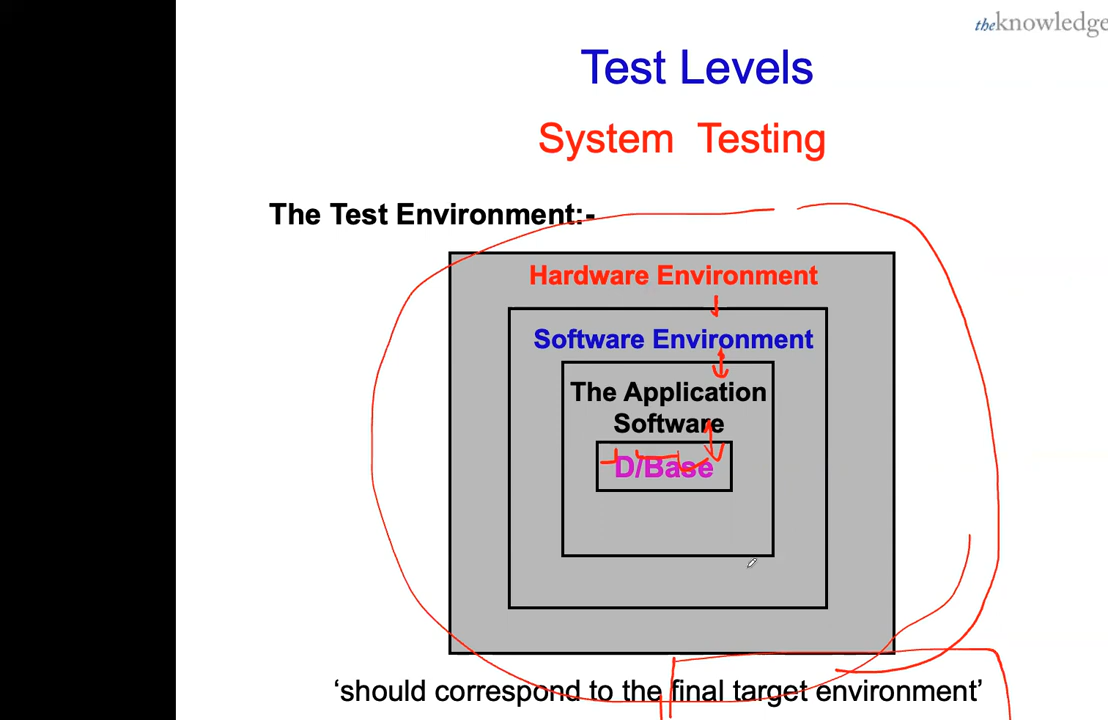 theknowledge
Test Levels
System Testing
The Test Environment:-
Hardware Environment
Software Environment
The Application
Software
D/Base
‘should correspond to the final target environment’